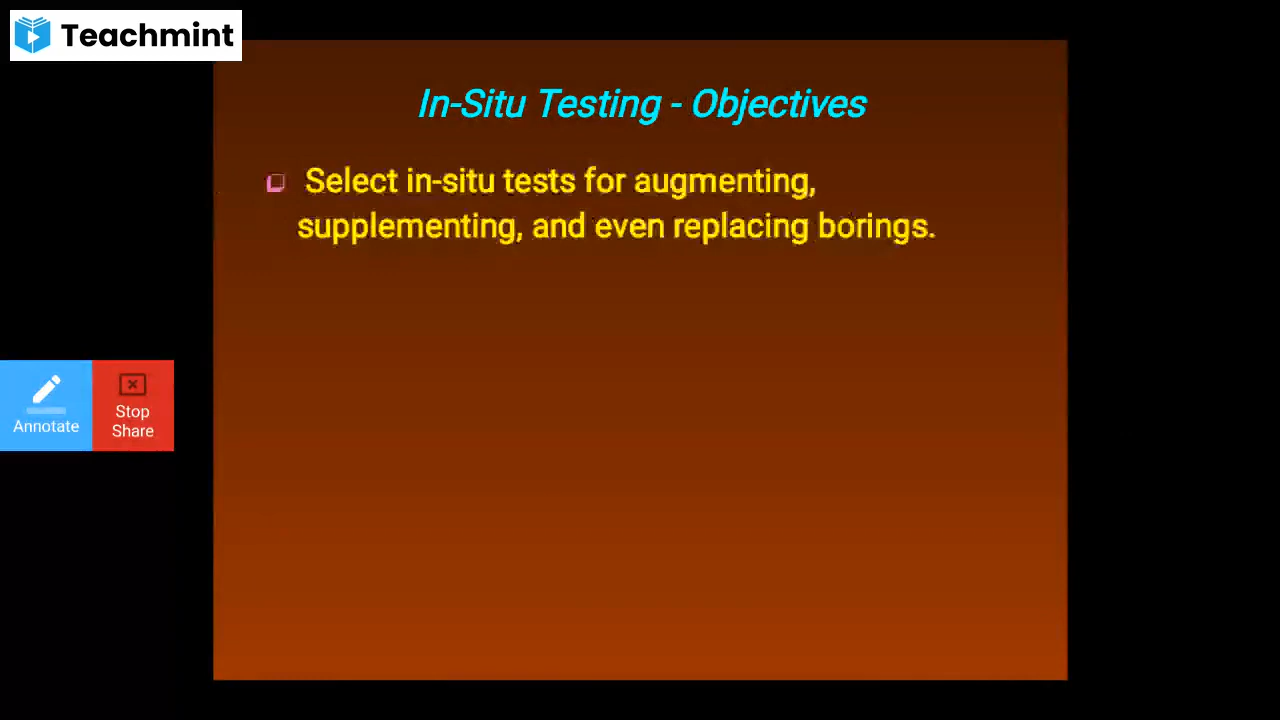 Teachmint
In-Situ Testing - Objectives
Select in-situ tests for augmenting,
supplementing, and even replacing borings.
Annotate
Stop
Share